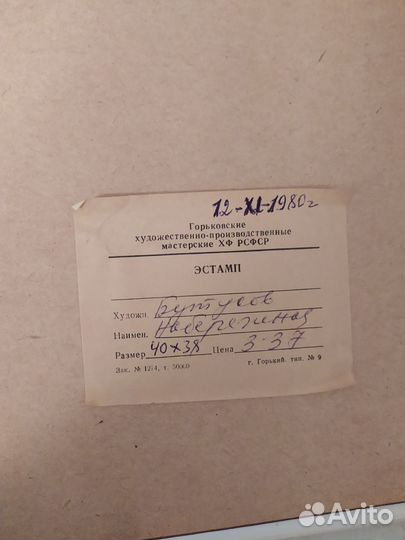 12-XI-1980г
Горьковские
художественно-производственные
мастерские ХФ РСФСР
ЭСТАМП
Художн. Бутусов
Наимен. Набережная
Размер 40×38 Цена 3-37
Зак. № 1214, т. 50000 г. Горький, тип. № 9
Avito